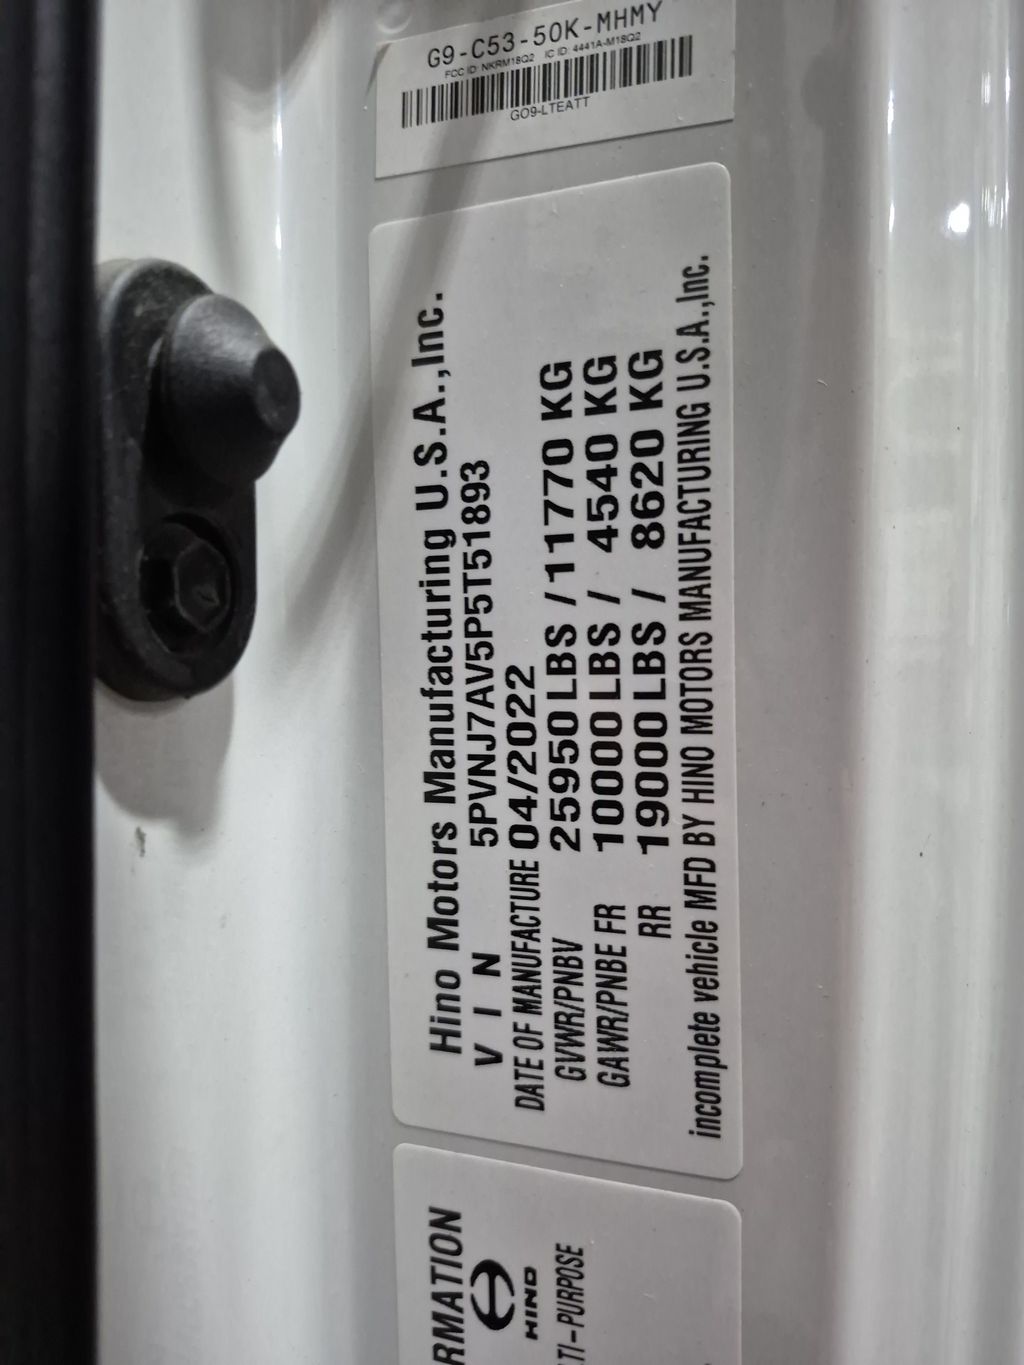 G9-C53-50K-MHMY
FCC ID: NKRM18Q2 IC ID: 4441A-M18Q2
GO9-LTEATT
Hino Motors Manufacturing U.S.A.,Inc.
V I N 5PVNJ7AV5P5T51893
DATE OF MANUFACTURE 04/2022
GVWR/PNBV 25950 LBS / 11770 KG
GAWR/PNBE FR 10000 LBS / 4540 KG
RR 19000 LBS / 8620 KG
incomplete vehicle MFD BY HINO MOTORS MANUFACTURING U.S.A.,Inc.
RMATION
HINO
TI-PURPOSE